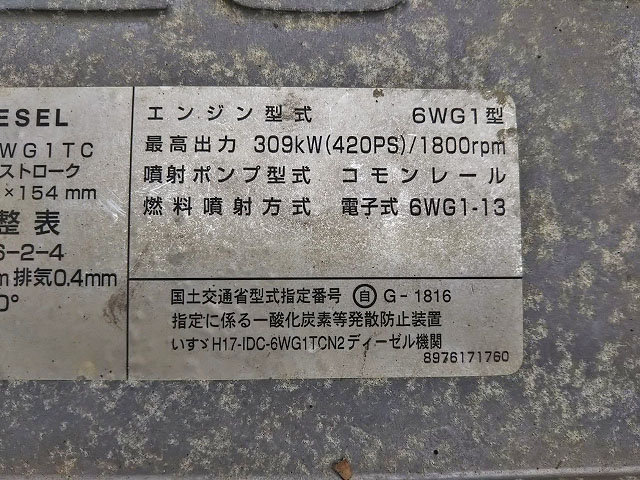 ESEL
WG1TC
ストローク
×154mm
整表
S-2-4
m排気0.4mm
0°
エンジン型式 6WG1型
最高出力 309kW(420PS)/1800rpm
噴射ポンプ型式 コモンレール
燃料噴射方式 電子式 6WG1-13
国土交通省型式指定番号 自 G-1816
指定に係る一酸化炭素等発散防止装置
いすゞH17-IDC-6WG1TCN2ディーゼル機関
8976171760